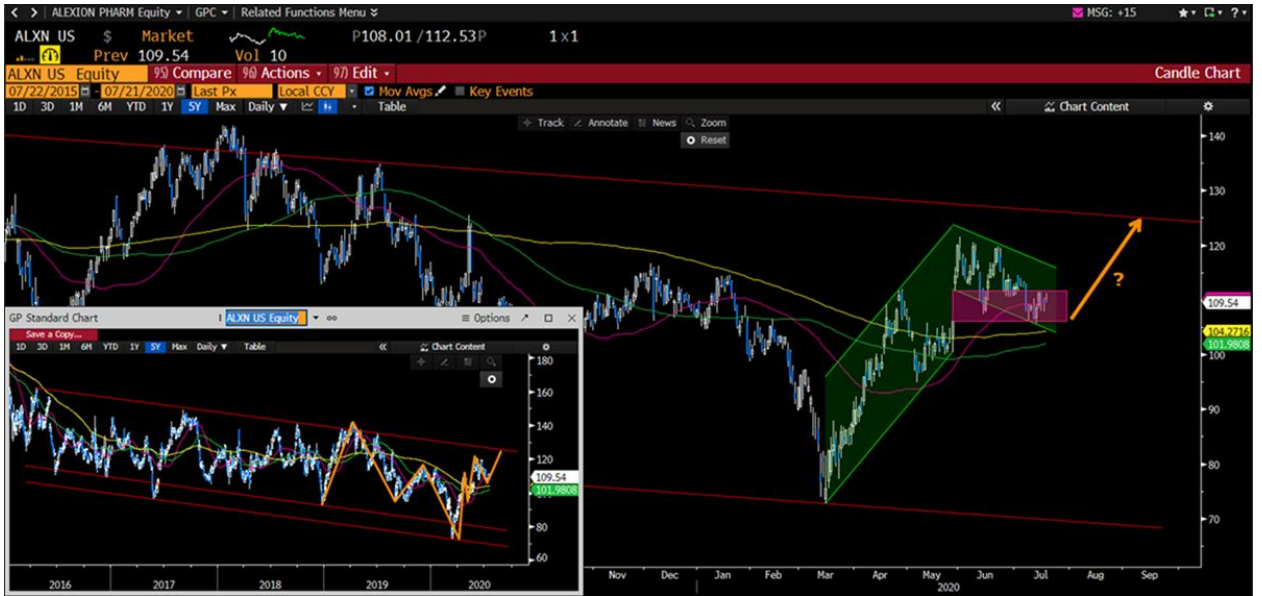 < > ALEXION PHARM Equity GPC Related Functions Menu MSG: +15 ?
ALXN US $ Market P108.01/112.53P 1x1
Prev 109.54 Vol 10
ALXN US Equity 95) Compare 96) Actions 97) Edit Candle Chart
07/22/2015 - 07/21/2020 Last Px Local CCY Mov Avgs Key Events
1D 3D 1M 6M YTD 1Y 5Y Max Daily ▼ Table « Chart Content
Track Annotate News Zoom
Reset
140
130
120
?
109.54
104.2716
101.9808
100
90
80
70
Nov Dec Jan Feb Mar Apr May Jun Jul Aug Sep
2020
GP Standard Chart ALXN US Equity Options
Save a Copy...
1D 3D 1M 6M YTD 1Y 5Y Max Daily ▼ Table « Chart Content
180
160
140
120
109.54
101.9808
80
60
2016 2017 2018 2019 2020